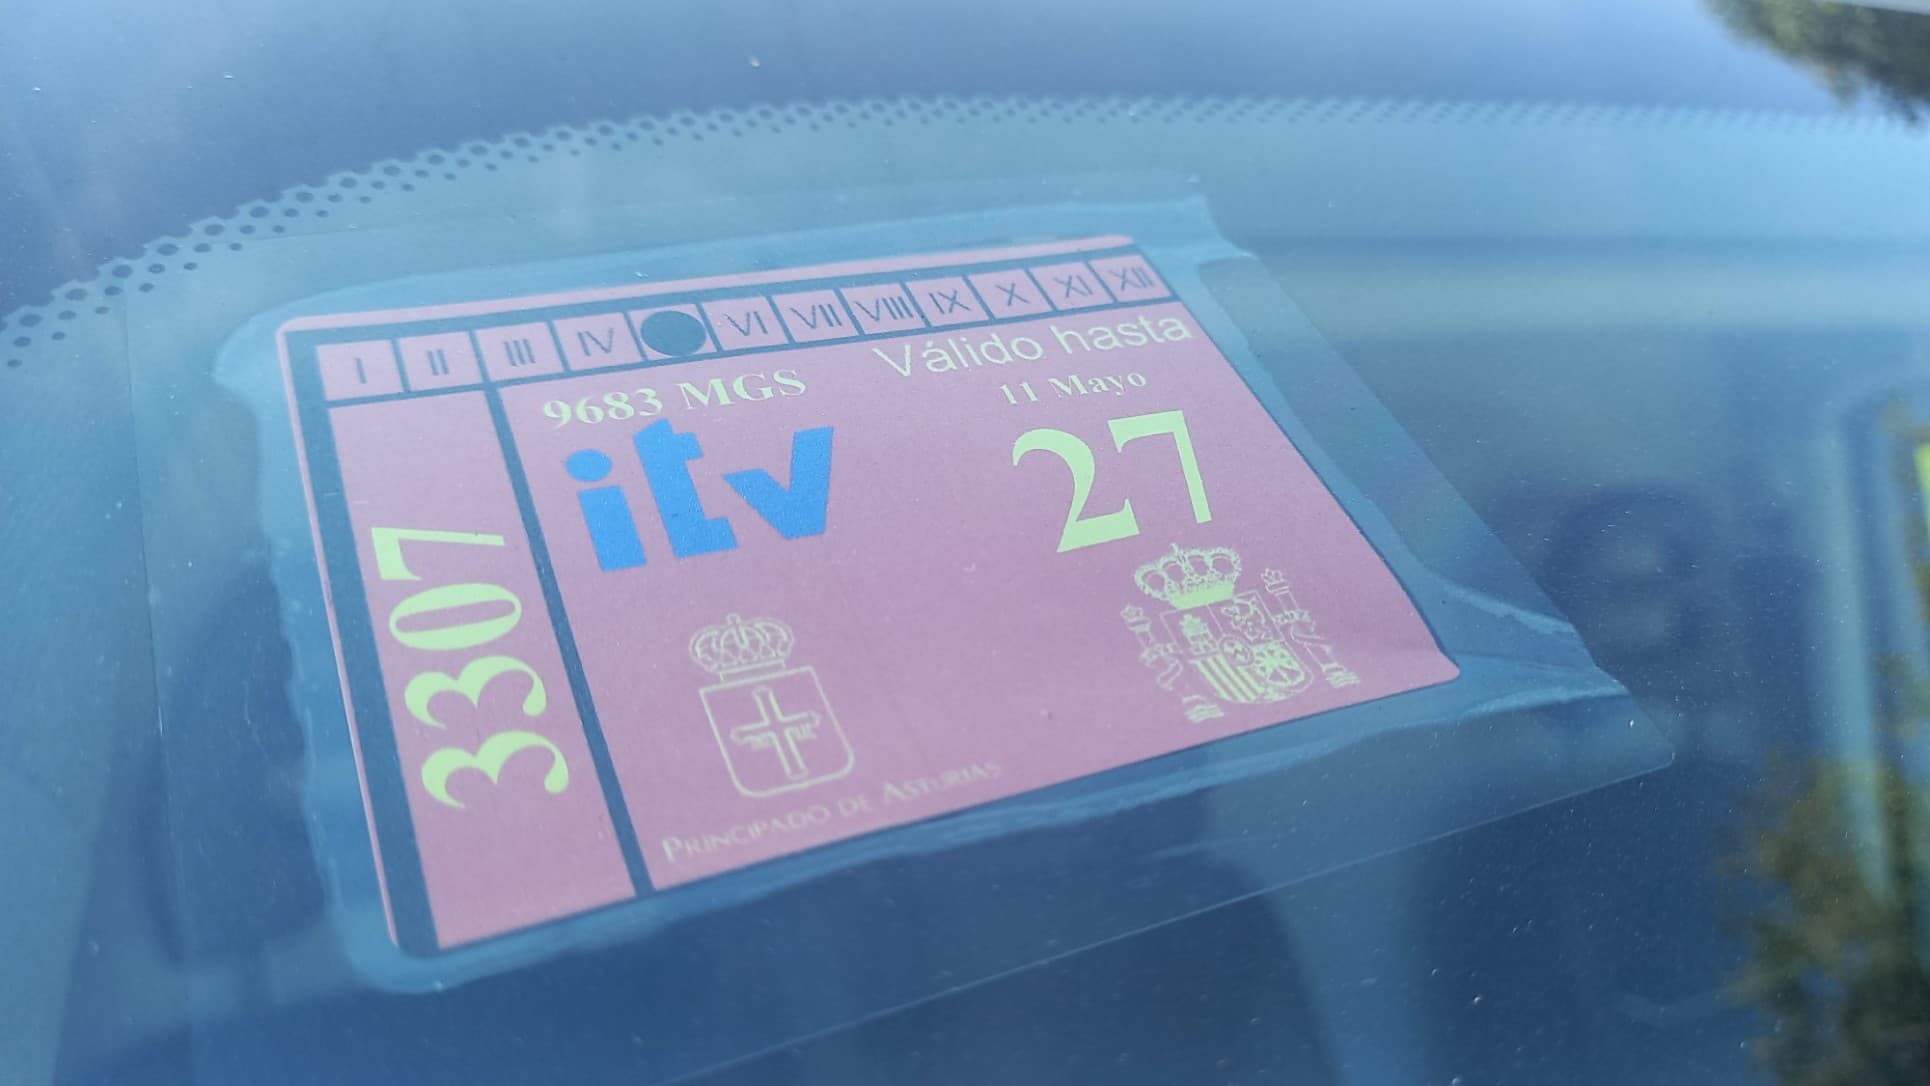 I II III IV VI VII VIII IX X XI XII
9683 MGS
Válido hasta
11 Mayo
itv
27
3307
PRINCIPADO DE ASTURIAS